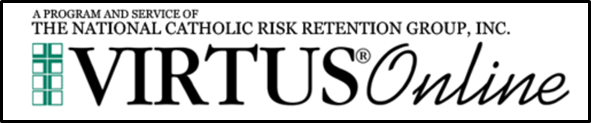 A PROGRAM AND SERVICE OF
THE NATIONAL CATHOLIC RISK RETENTION GROUP, INC.
VIRTUS®Online